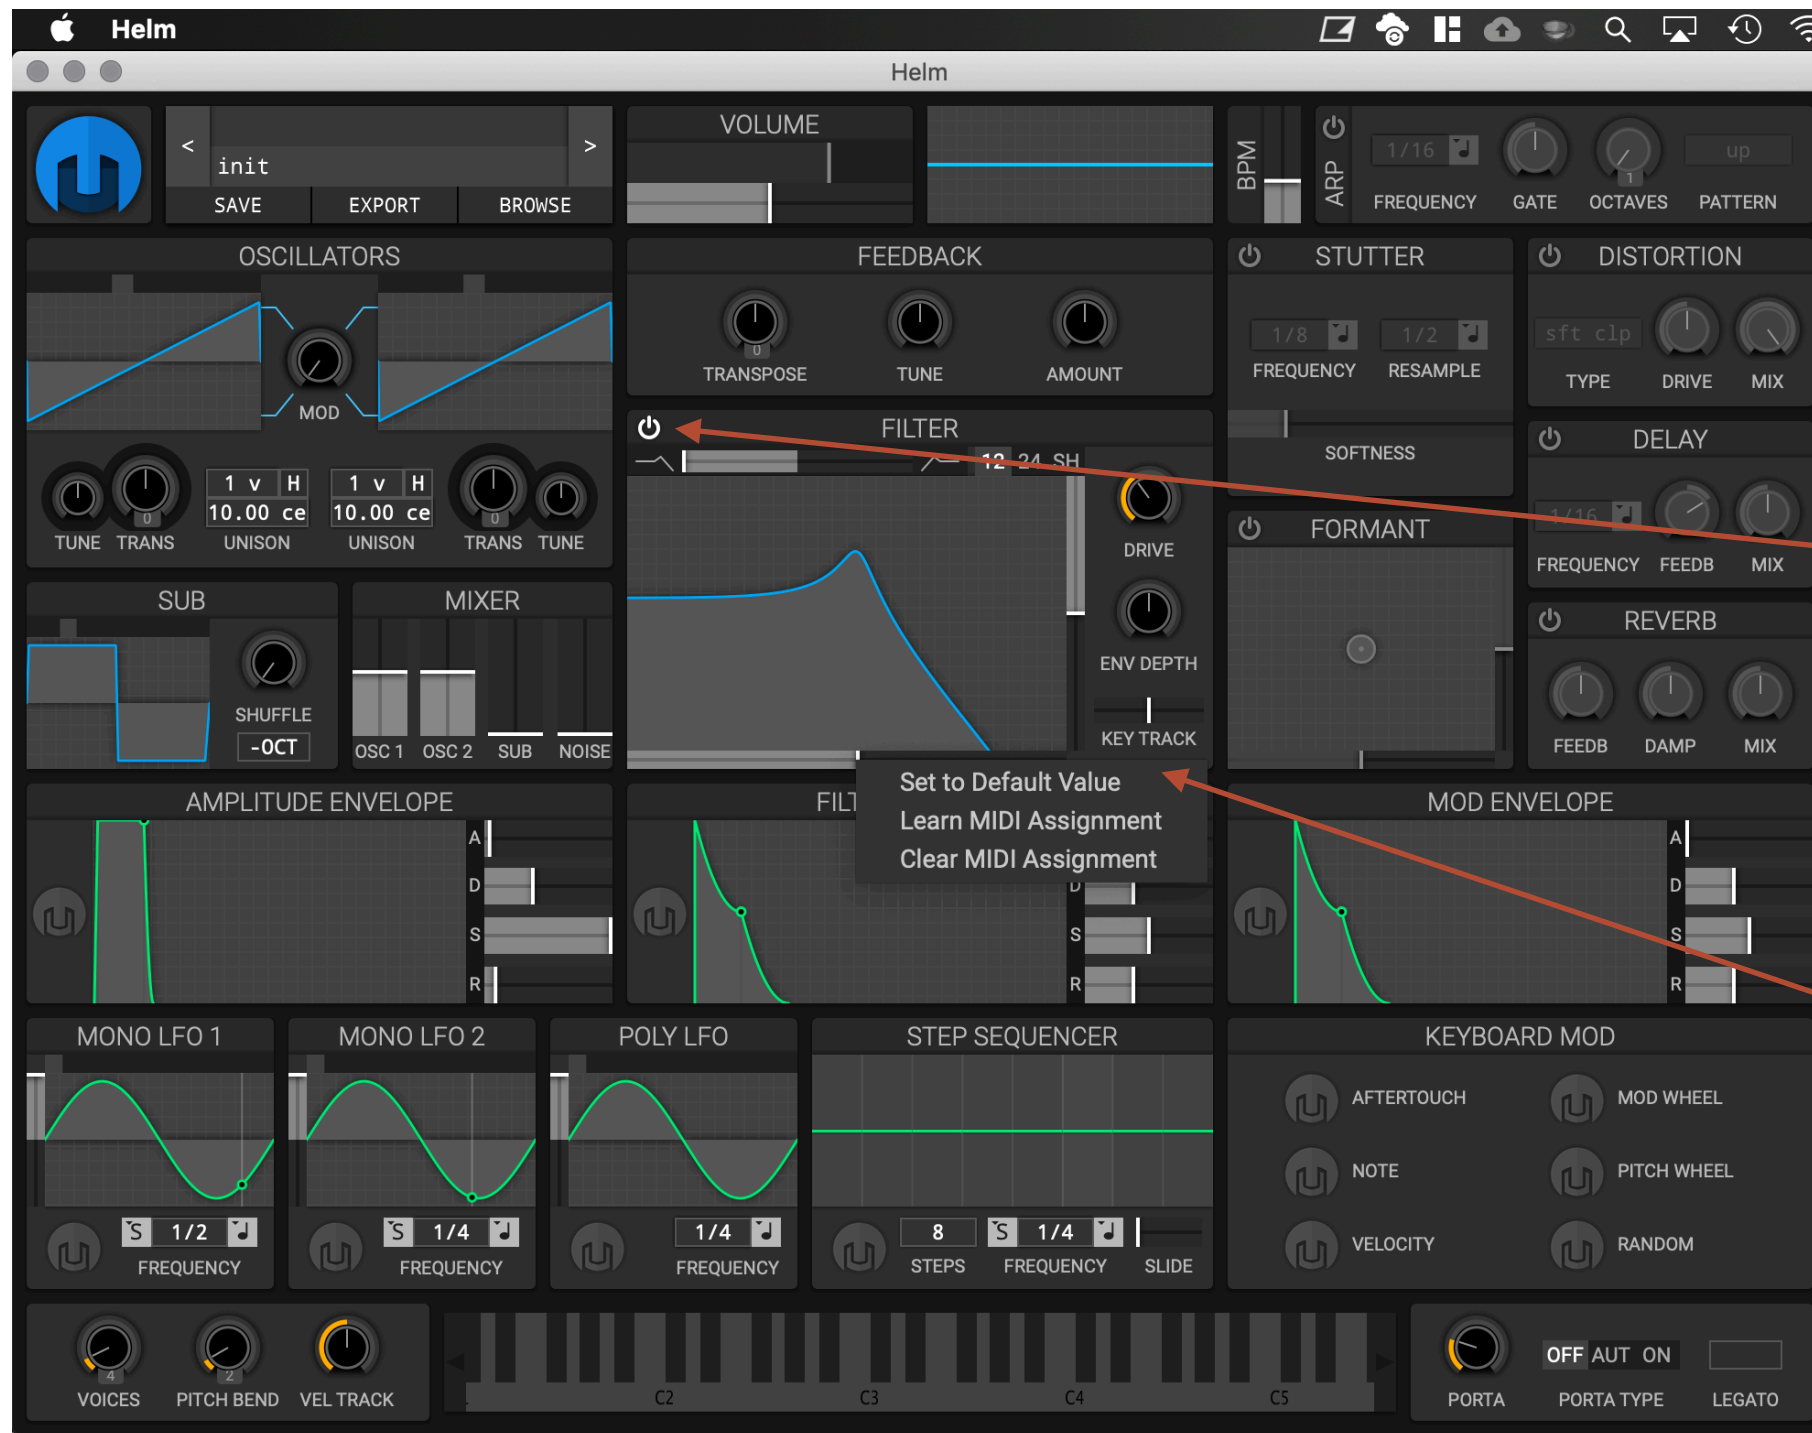 Helm
Helm
<
init
>
SAVE EXPORT BROWSE
VOLUME
BPM
ARP
1/16
up
1
FREQUENCY GATE OCTAVES PATTERN
OSCILLATORS
MOD
0
1 v H
10.00 ce
1 v H
10.00 ce
0
TUNE TRANS UNISON UNISON TRANS TUNE
FEEDBACK
0
TRANSPOSE TUNE AMOUNT
STUTTER
1/8 1/2
FREQUENCY RESAMPLE
SOFTNESS
DISTORTION
sft clp
TYPE DRIVE MIX
FILTER
12 24 SH
DRIVE
ENV DEPTH
KEY TRACK
DELAY
1/16
FREQUENCY FEEDB MIX
FORMANT
REVERB
FEEDB DAMP MIX
SUB
SHUFFLE
-OCT
MIXER
OSC 1 OSC 2 SUB NOISE
Set to Default Value
Learn MIDI Assignment
Clear MIDI Assignment
AMPLITUDE ENVELOPE
A
D
S
R
FILT
D
S
R
MOD ENVELOPE
A
D
S
R
MONO LFO 1
S 1/2
FREQUENCY
MONO LFO 2
S 1/4
FREQUENCY
POLY LFO
1/4
FREQUENCY
STEP SEQUENCER
8 S 1/4
STEPS FREQUENCY SLIDE
KEYBOARD MOD
AFTERTOUCH MOD WHEEL
NOTE PITCH WHEEL
VELOCITY RANDOM
4 2
VOICES PITCH BEND VEL TRACK
C2 C3 C4 C5
OFF AUT ON
PORTA PORTA TYPE LEGATO